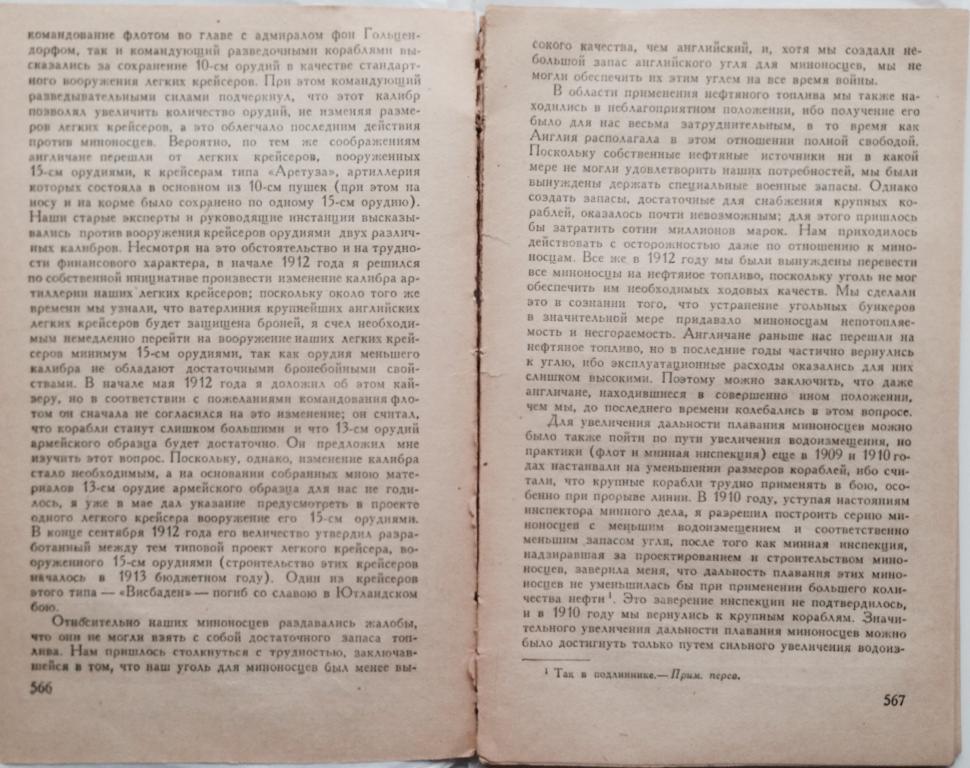 командование флотом во главе с адмиралом фон Гольцен-
дорфом, так и командующий разведочными кораблями вы-
сказались за сохранение 10-см орудий в качестве стандарт-
ного вооружения легких крейсеров. При этом командующий
разведывательными силами подчеркнул, что этот калибр
позволял увеличить количество орудий, не изменяя разме-
ров легких крейсеров, а это облегчало последним действия
против миноносцев. Вероятно, по тем же соображениям
англичане перешли от легких крейсеров, вооруженных
15-см орудиями, к крейсерам типа «Аретуза», артиллерия
которых состояла в основном из 10-см пушек (при этом на
носу и на корме было сохранено по одному 15-см орудию).
Наши старые эксперты и руководящие инстанции высказы-
вались против вооружения крейсеров орудиями двух различ-
ных калибров. Несмотря на это обстоятельство и на трудно-
сти финансового характера, в начале 1912 года я решился
по собственной инициативе произвести изменение калибра ар-
тиллерии наших легких крейсеров; поскольку около того же
времени мы узнали, что ватерлиния крупнейших английских
легких крейсеров будет защищена броней, я счел необходи-
мым немедленно перейти на вооружение наших легких крей-
серов минимум 15-см орудиями, так как орудия меньшего
калибра не обладают достаточными бронебойными свой-
ствами. В начале мая 1912 года я доложил об этом кай-
зеру, но в соответствии с пожеланиями командования фло-
том он сначала не согласился на это изменение; он считал,
что корабли станут слишком большими и что 13-см орудий
армейского образца будет достаточно. Он предложил мне
изучить этот вопрос. Поскольку, однако, изменение калибра
стало необходимым, а на основании собранных мною мате-
риалов 13-см орудие армейского образца для нас не годи-
лось, я уже в мае дал указание предусмотреть в проекте
одного легкого крейсера вооружение его 15-см орудиями.
В конце сентября 1912 года его величество утвердил разра-
ботанный между тем типовой проект легкого крейсера, во-
оруженного 15-см орудиями (строительство этих крейсеров
началось в 1913 бюджетном году). Один из крейсеров
этого типа — «Висбаден» — погиб со славою в Ютландском
бою.
Относительно наших миноносцев раздавались жалобы,
что они не могли взять с собой достаточного запаса топ-
лива. Нам пришлось столкнуться с трудностью, заключав-
шейся в том, что наш уголь для миноносцев был менее вы-
566
сокого качества, чем английский, и, хотя мы создали не-
большой запас английского угля для миноносцев, мы не
могли обеспечить их этим углем на все время войны.
В области применения нефтяного топлива мы также на-
ходились в неблагоприятном положении, ибо получение его
было для нас весьма затруднительным, в то время как
Англия располагала в этом отношении полной свободой.
Поскольку собственные нефтяные источники ни в какой
мере не могли удовлетворить наших потребностей, мы были
вынуждены держать специальные военные запасы. Однако
создать запасы, достаточные для снабжения крупных ко-
раблей, оказалось почти невозможным; для этого пришлось
бы затратить сотни миллионов марок. Нам приходилось
действовать с осторожностью даже по отношению к мино-
носцам. Все же в 1912 году мы были вынуждены перевести
все миноносцы на нефтяное топливо, поскольку уголь не мог
обеспечить им необходимых ходовых качеств. Мы сделали
это в сознании того, что устранение угольных бункеров
в значительной мере придавало миноносцам непотопляе-
мость и несгораемость. Англичане раньше нас перешли на
нефтяное топливо, но в последние годы частично вернулись
к углю, ибо эксплуатационные расходы оказались для них
слишком высокими. Поэтому можно заключить, что даже
англичане, находившиеся в совершенно ином положении,
чем мы, до последнего времени колебались в этом вопросе.
Для увеличения дальности плавания миноносцев можно
было также пойти по пути увеличения водоизмещения, но
практики (флот и минная инспекция) еще в 1909 и 1910 го-
дах настаивали на уменьшении размеров кораблей, ибо счи-
тали, что крупные корабли трудно применять в бою, осо-
бенно при прорыве линии. В 1910 году, уступая настояниям
инспектора минного дела, я разрешил построить серию ми-
ноносцев с меньшим водоизмещением и соответственно
меньшим запасом угля, после того как минная инспекция,
надзиравшая за проектированием и строительством мино-
носцев, заверила меня, что дальность плавания этих мино-
носцев не уменьшилась бы при применении большего коли-
чества нефти ¹. Это заверение инспекции не подтвердилось,
и в 1910 году мы вернулись к крупным кораблям. Значи-
тельного увеличения дальности плавания миноносцев можно
было достигнуть только путем сильного увеличения водоиз-
¹ Так в подлиннике.— Прим. перев.
567